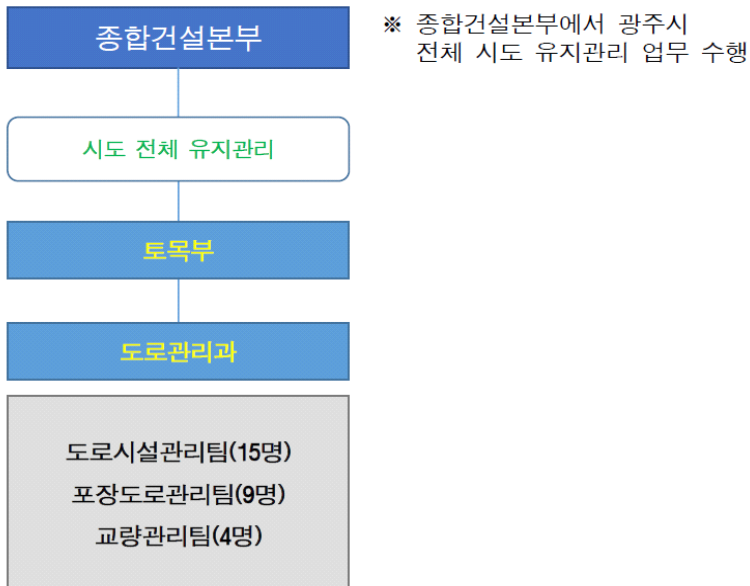 종합건설본부
※ 종합건설본부에서 광주시
전체 시도 유지관리 업무 수행
시도 전체 유지관리
토목부
도로관리과
도로시설관리팀(15명)
포장도로관리팀(9명)
교량관리팀(4명)